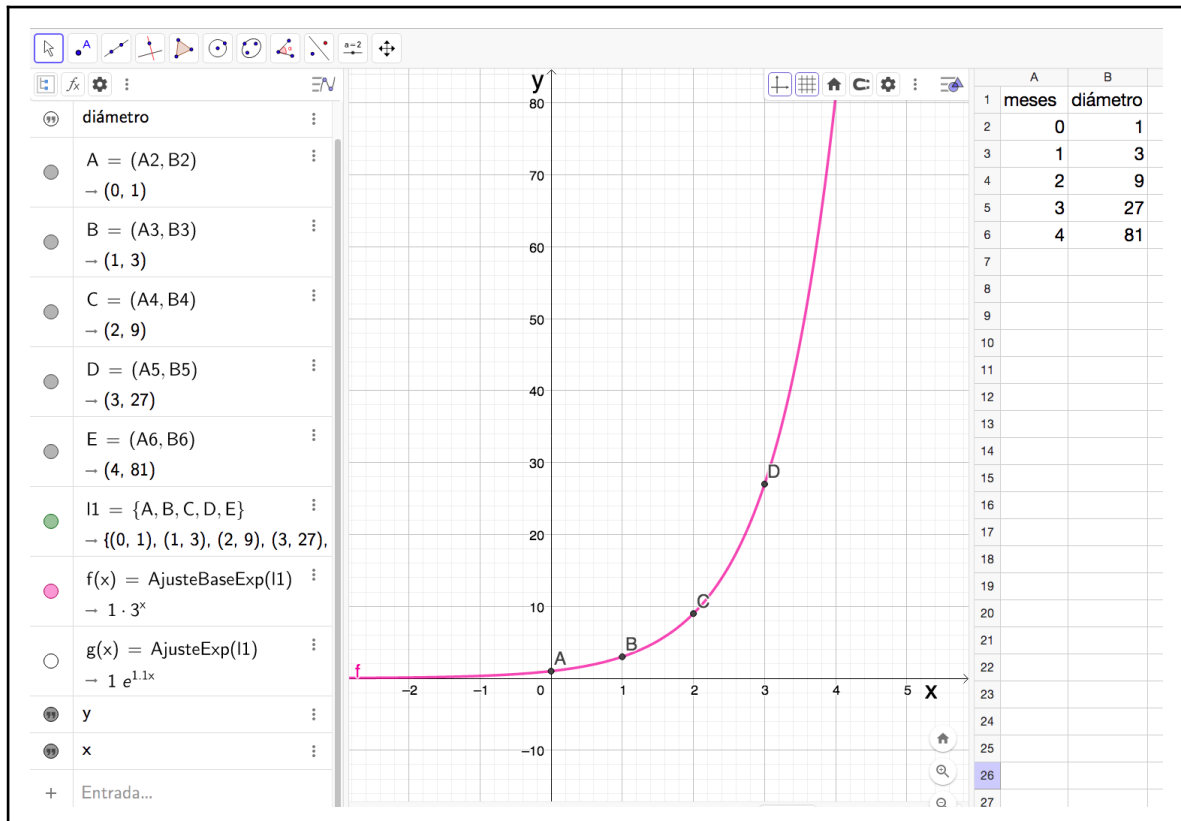 A
a=2
fx
diámetro
A = (A2, B2)
→ (0, 1)
B = (A3, B3)
→ (1, 3)
C = (A4, B4)
→ (2, 9)
D = (A5, B5)
→ (3, 27)
E = (A6, B6)
→ (4, 81)
l1 = {A, B, C, D, E}
→ {(0, 1), (1, 3), (2, 9), (3, 27),
f(x) = AjusteBaseExp(l1)
→ 1 · 3ˣ
g(x) = AjusteExp(l1)
→ 1 e^1.1x
y
x
+ Entrada...
y
80
70
60
50
40
30
20
10
−10
−2 −1 0 1 2 3 4 5 x
f
A
B
C
D
A B
1 meses diámetro
2 0 1
3 1 3
4 2 9
5 3 27
6 4 81
7
8
9
10
11
12
13
14
15
16
17
18
19
20
21
22
23
24
25
26
27